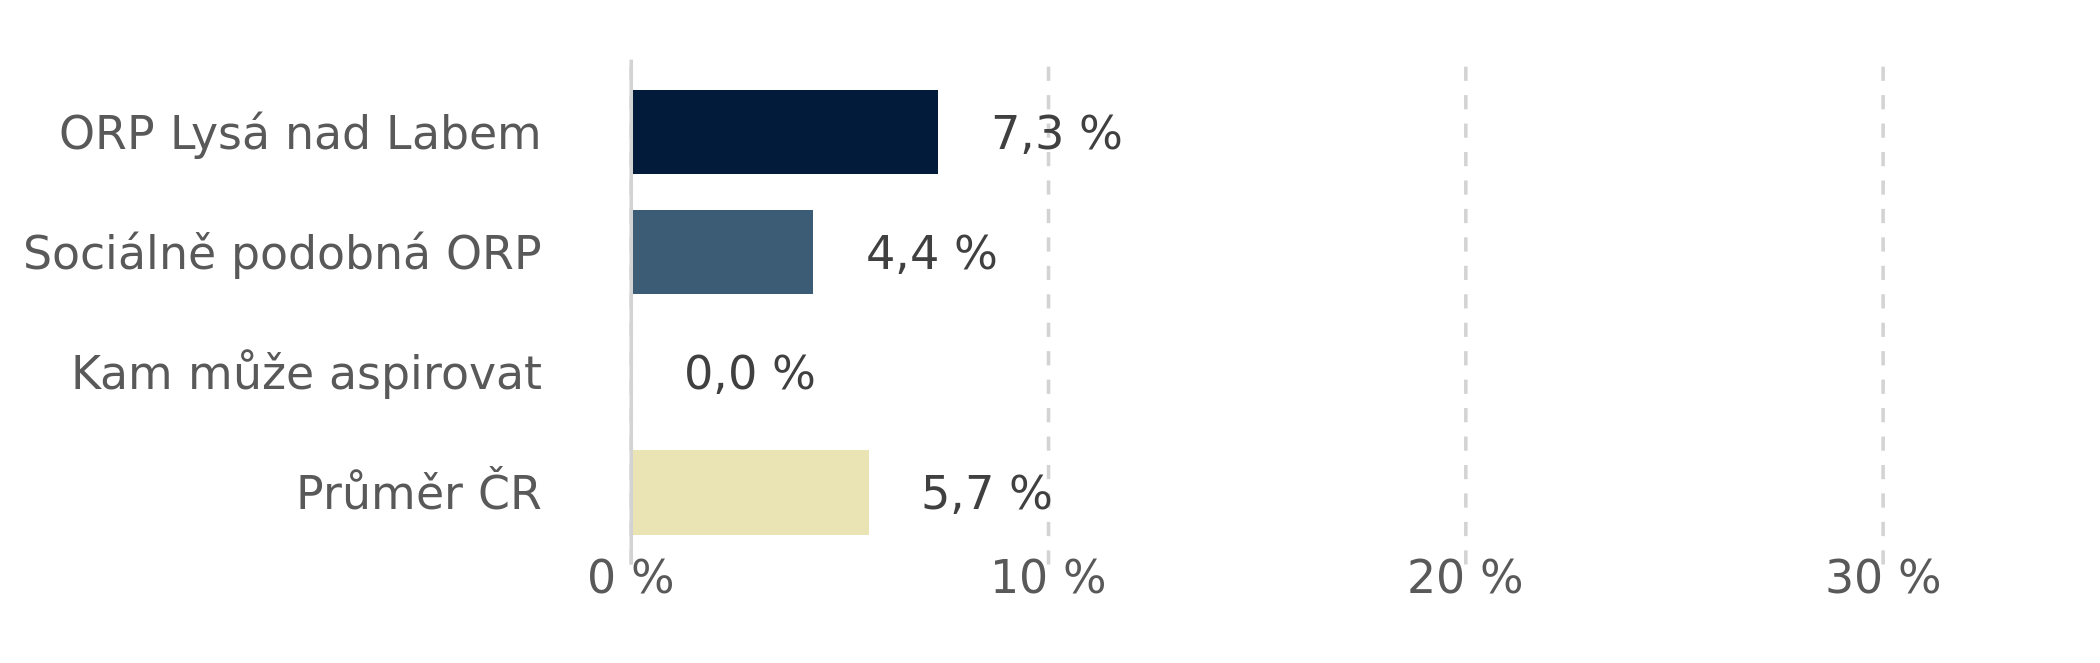 ORP Lysá nad Labem 7,3 %
Sociálně podobná ORP 4,4 %
Kam může aspirovat 0,0 %
Průměr ČR 5,7 %
0 % 10 % 20 % 30 %